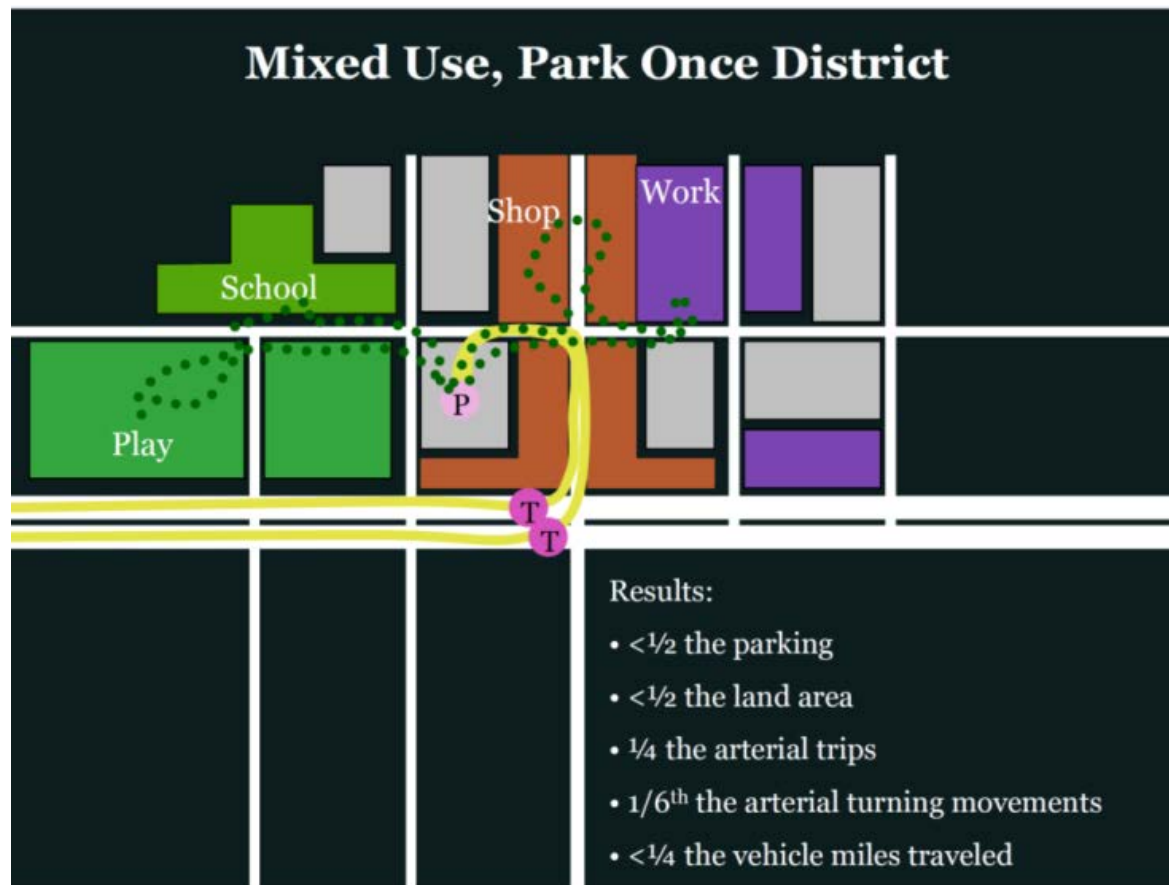 Mixed Use, Park Once District
Shop
Work
School
P
Play
T
T
Results:
• <½ the parking
• <½ the land area
• ¼ the arterial trips
• 1/6th the arterial turning movements
• <¼ the vehicle miles traveled